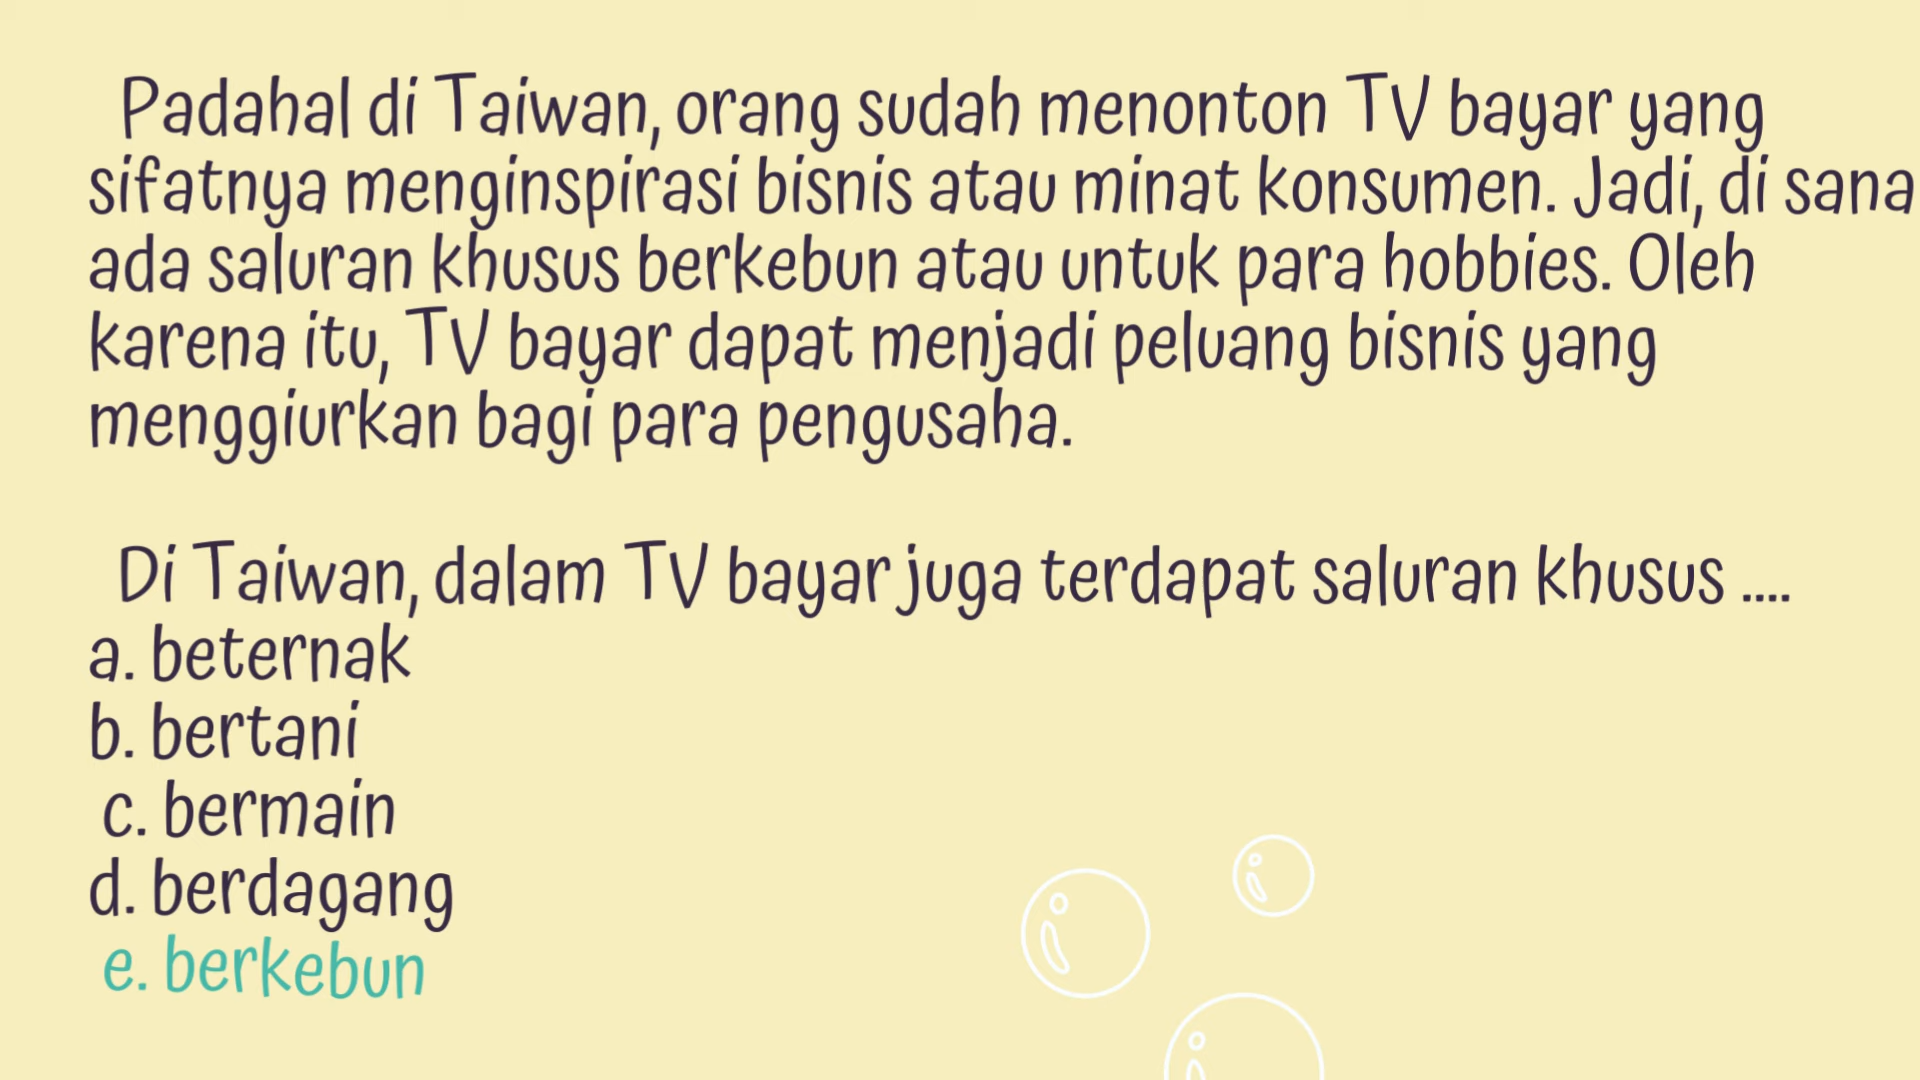 Padahal di Taiwan, orang sudah menonton TV bayar yang
sifatnya menginspirasi bisnis atau minat konsumen. Jadi, di sana
ada saluran khusus berkebun atau untuk para hobbies. Oleh
karena itu, TV bayar dapat menjadi peluang bisnis yang
menggiurkan bagi para pengusaha.
Di Taiwan, dalam TV bayar juga terdapat saluran khusus ....
a. beternak
b. bertani
c. bermain
d. berdagang
e. berkebun